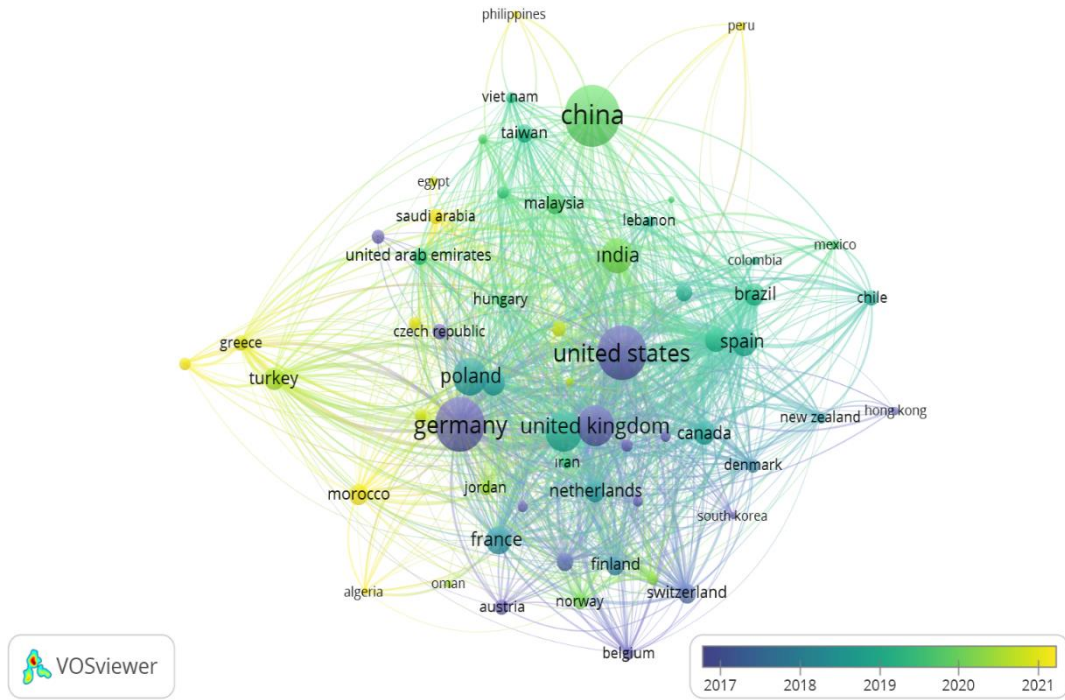 philippines
peru
viet nam
china
taiwan
egypt
malaysia
saudi arabia
lebanon
united arab emirates
india
colombia
mexico
hungary
brazil
chile
czech republic
greece
united states
spain
turkey
poland
germany
united kingdom
new zealand
hong kong
canada
iran
denmark
morocco
jordan
netherlands
south korea
france
finland
algeria
oman
austria
norway
switzerland
belgium
VOSviewer
2017 2018 2019 2020 2021